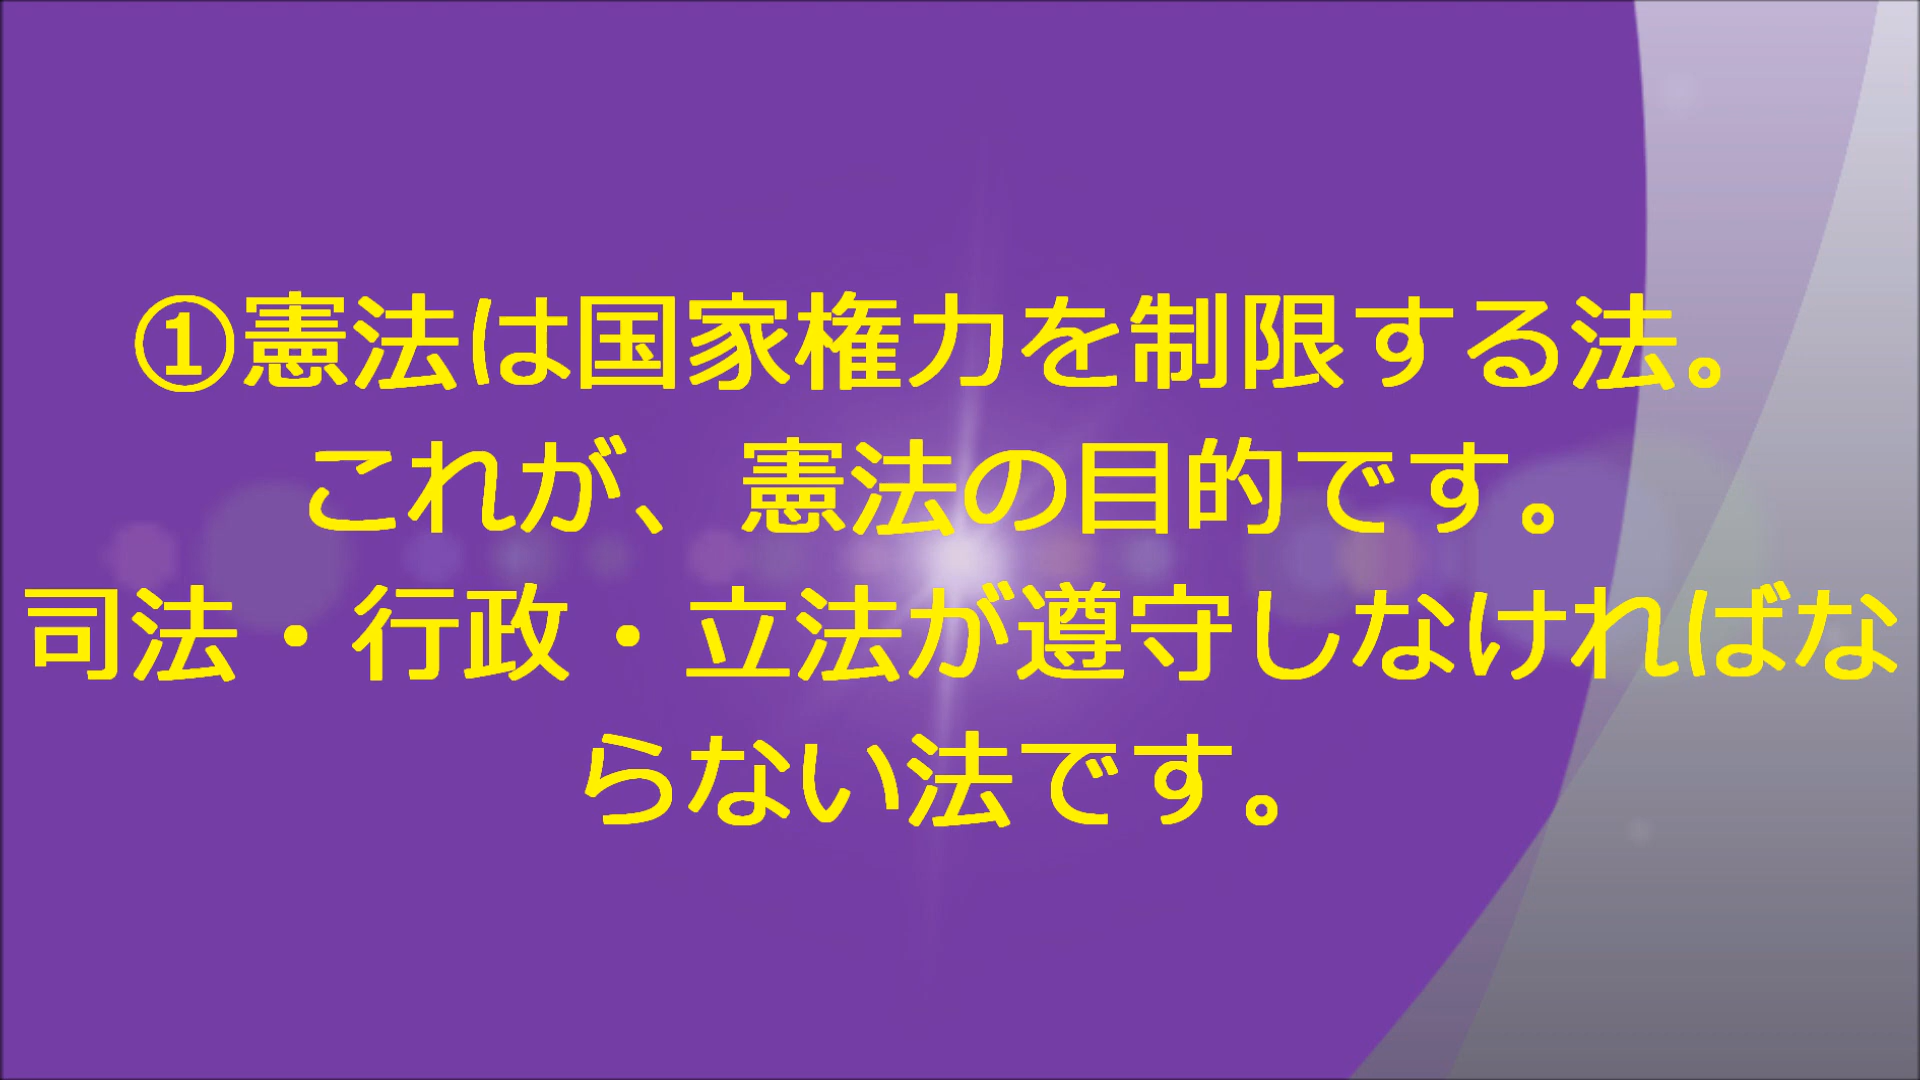 ①憲法は国家権力を制限する法。
これが、憲法の目的です。
司法・行政・立法が遵守しなければな
らない法です。